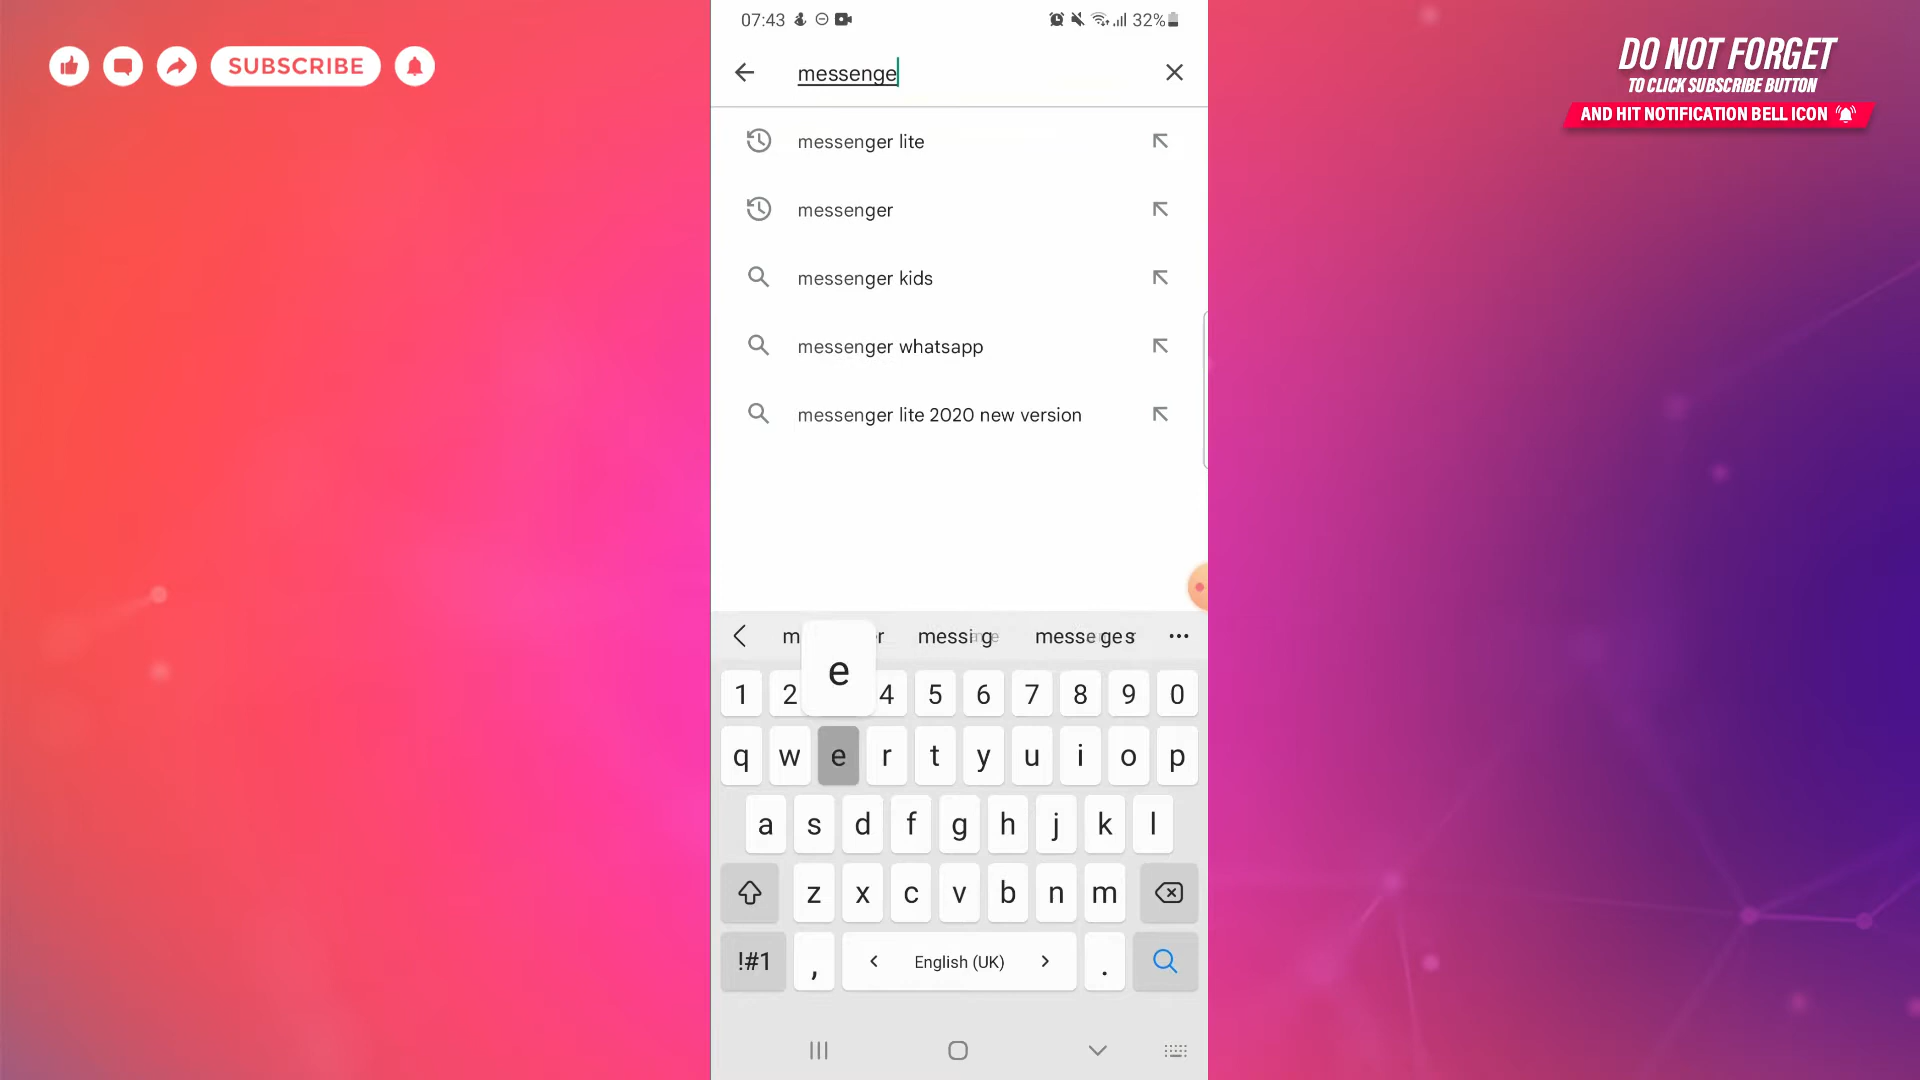 07:43
32%
SUBSCRIBE
DO NOT FORGET
TO CLICK SUBSCRIBE BUTTON
AND HIT NOTIFICATION BELL ICON
messenge
messenger lite
messenger
messenger kids
messenger whatsapp
messenger lite 2020 new version
e
1 2 4 5 6 7 8 9 0
q w e r t y u i o p
a s d f g h j k l
z x c v b n m
!#1 , < English (UK) > .